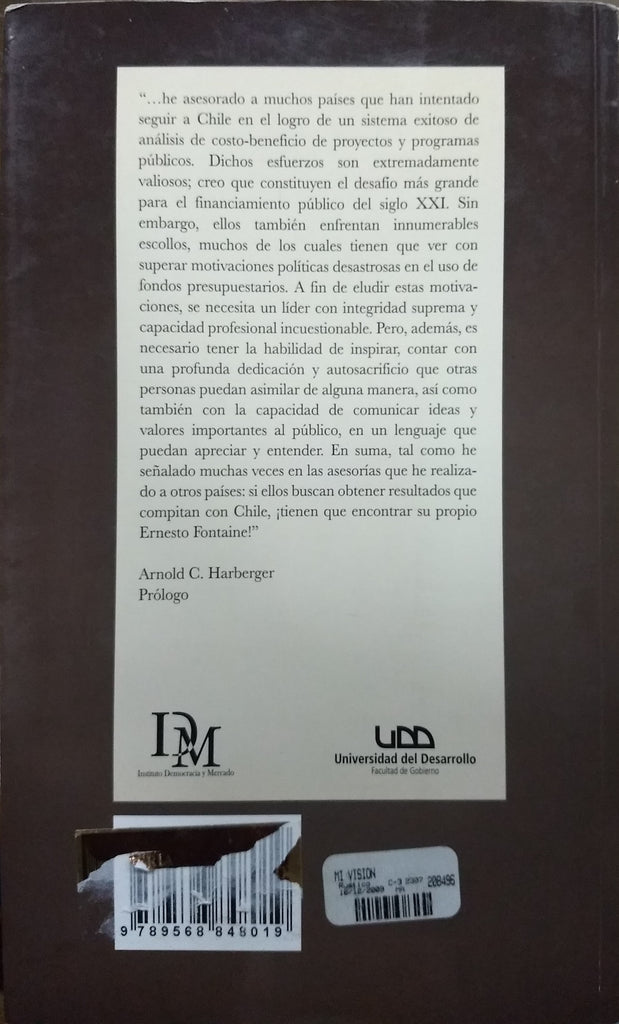 “...he asesorado a muchos países que han intentado
seguir a Chile en el logro de un sistema exitoso de
análisis de costo-beneficio de proyectos y programas
públicos. Dichos esfuerzos son extremadamente
valiosos; creo que constituyen el desafío más grande
para el financiamiento público del siglo XXI. Sin
embargo, ellos también enfrentan innumerables
escollos, muchos de los cuales tienen que ver con
superar motivaciones políticas desastrosas en el uso de
fondos presupuestarios. A fin de eludir estas motiva-
ciones, se necesita un líder con integridad suprema y
capacidad profesional incuestionable. Pero, además, es
necesario tener la habilidad de inspirar, contar con
una profunda dedicación y autosacrificio que otras
personas puedan asimilar de alguna manera, así como
también con la capacidad de comunicar ideas y
valores importantes al público, en un lenguaje que
puedan apreciar y entender. En suma, tal como he
señalado muchas veces en las asesorías que he realiza-
do a otros países: si ellos buscan obtener resultados que
compitan con Chile, ¡tienen que encontrar su propio
Ernesto Fontaine!”
Arnold C. Harberger
Prólogo
IDM
Instituto Democracia y Mercado
UDD
Universidad del Desarrollo
Facultad de Gobierno
9 789568 848019
MI VISION
Rustico C-3 2307 206496
10/12/2009 MA